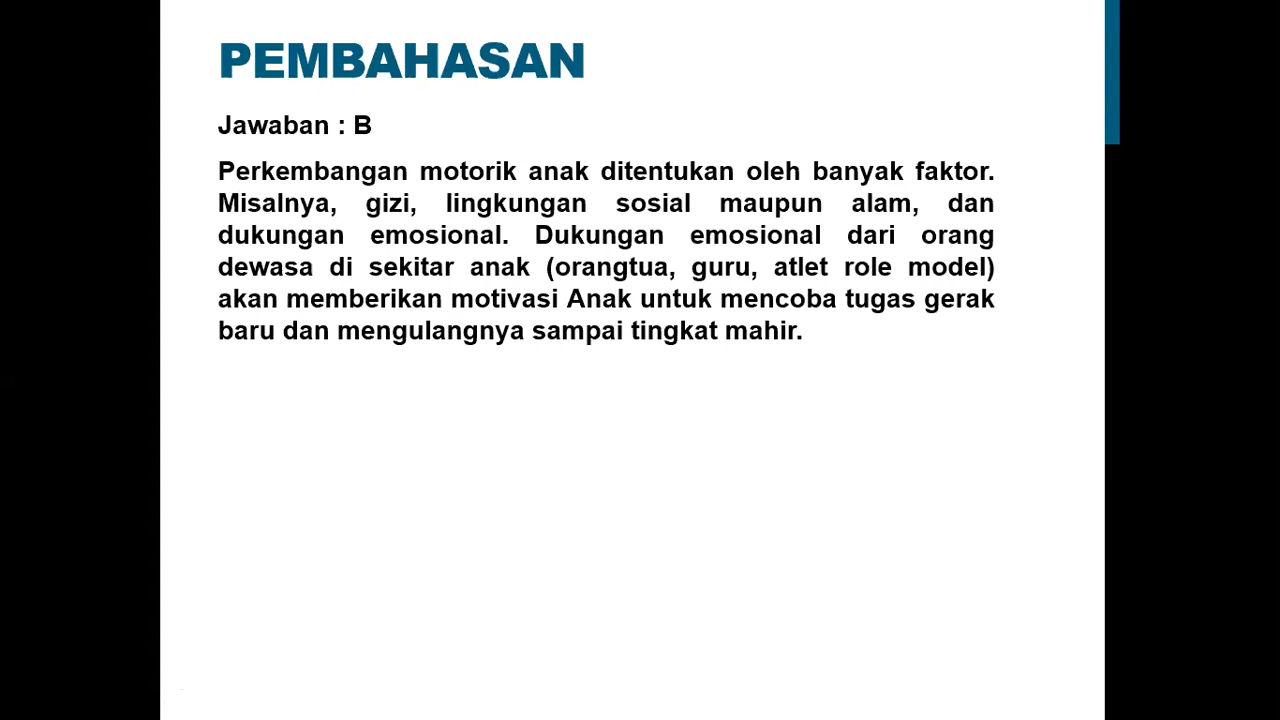 PEMBAHASAN
Jawaban : B
Perkembangan motorik anak ditentukan oleh banyak faktor.
Misalnya, gizi, lingkungan sosial maupun alam, dan
dukungan emosional. Dukungan emosional dari orang
dewasa di sekitar anak (orangtua, guru, atlet role model)
akan memberikan motivasi Anak untuk mencoba tugas gerak
baru dan mengulangnya sampai tingkat mahir.